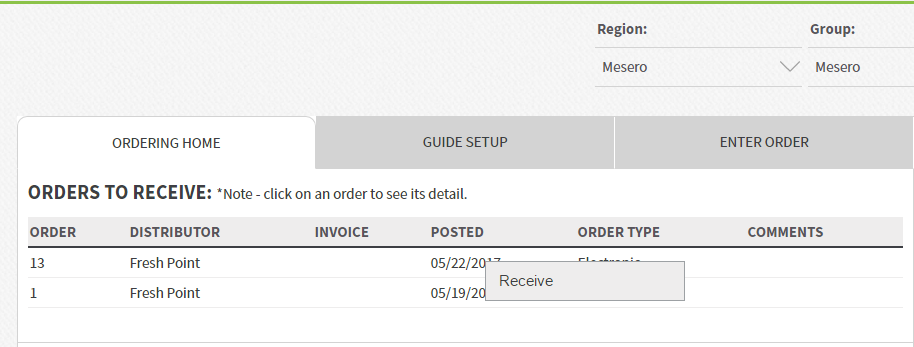 Region: Group:
Mesero Mesero
ORDERING HOME GUIDE SETUP ENTER ORDER
ORDERS TO RECEIVE: *Note - click on an order to see its detail.
ORDER DISTRIBUTOR INVOICE POSTED ORDER TYPE COMMENTS
13 Fresh Point 05/22/2017 Electronic
Receive
1 Fresh Point 05/19/20